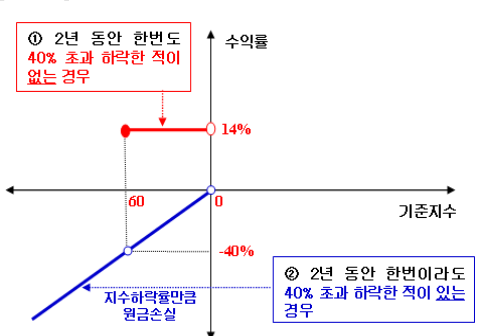 ① 2년 동안 한번도
40% 초과 하락한 적이
없는 경우
수익률
14%
60
0
기준지수
-40%
지수하락률만큼
원금손실
② 2년 동안 한번이라도
40% 초과 하락한 적이 있는
경우